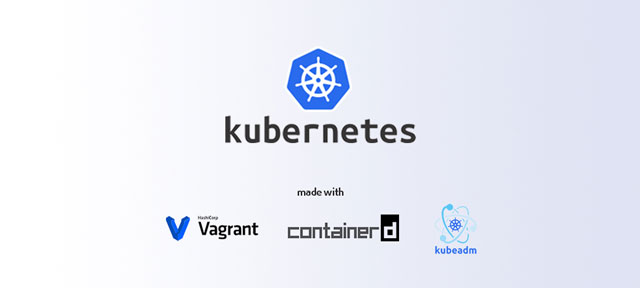 kubernetes
made with
HashiCorp
Vagrant
containerd
kubeadm